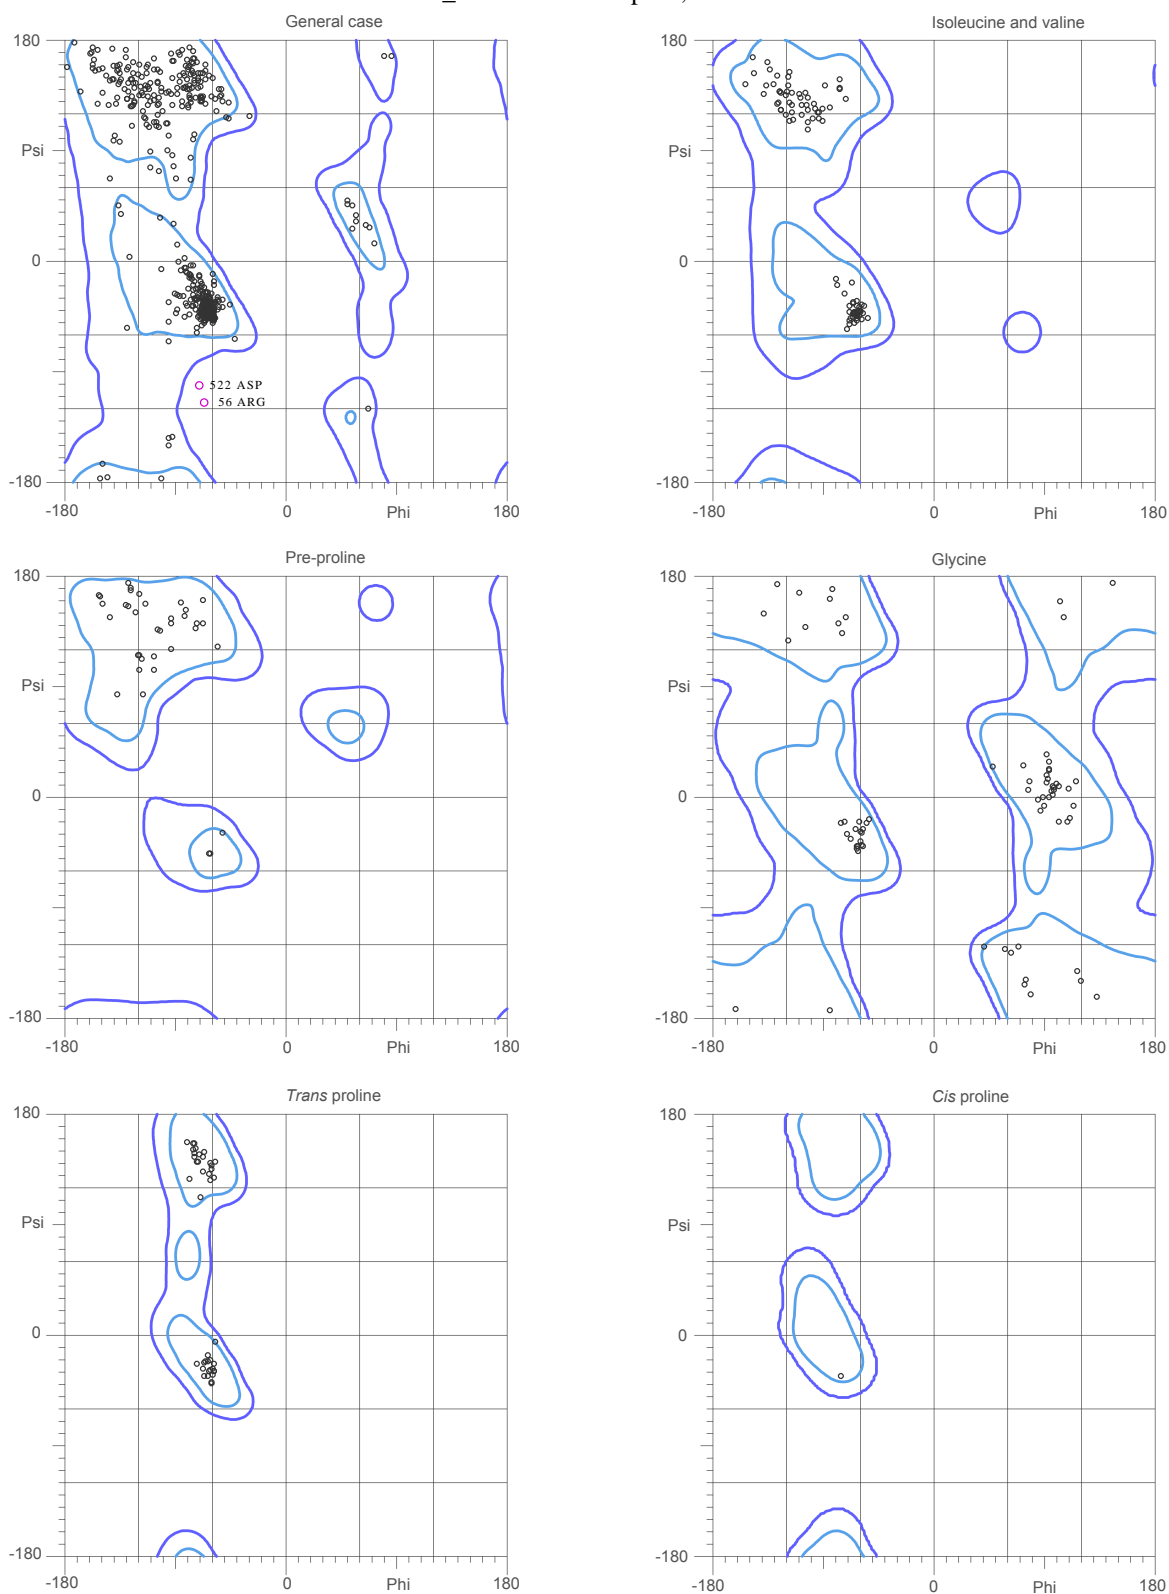 General case
Isoleucine and valine
180
180
Psi
Psi
0
0
522 ASP
56 ARG
-180
-180
-180
0
Phi
180
-180
0
Phi
180
Pre-proline
Glycine
180
180
Psi
Psi
0
0
-180
-180
-180
0
Phi
180
-180
0
Phi
180
Trans proline
Cis proline
180
180
Psi
Psi
0
0
-180
-180
-180
0
Phi
180
-180
0
Phi
180